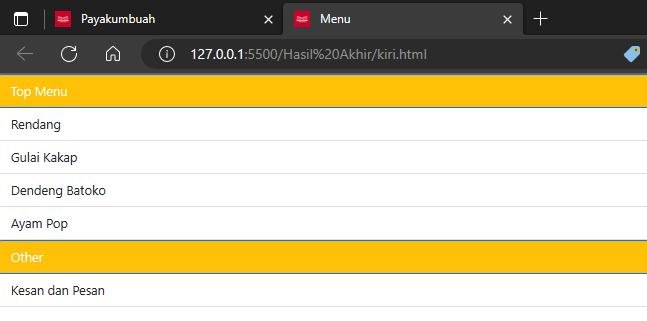 Payakumbuah
Menu
127.0.0.1:5500/Hasil%20Akhir/kiri.html
Top Menu
Rendang
Gulai Kakap
Dendeng Batoko
Ayam Pop
Other
Kesan dan Pesan